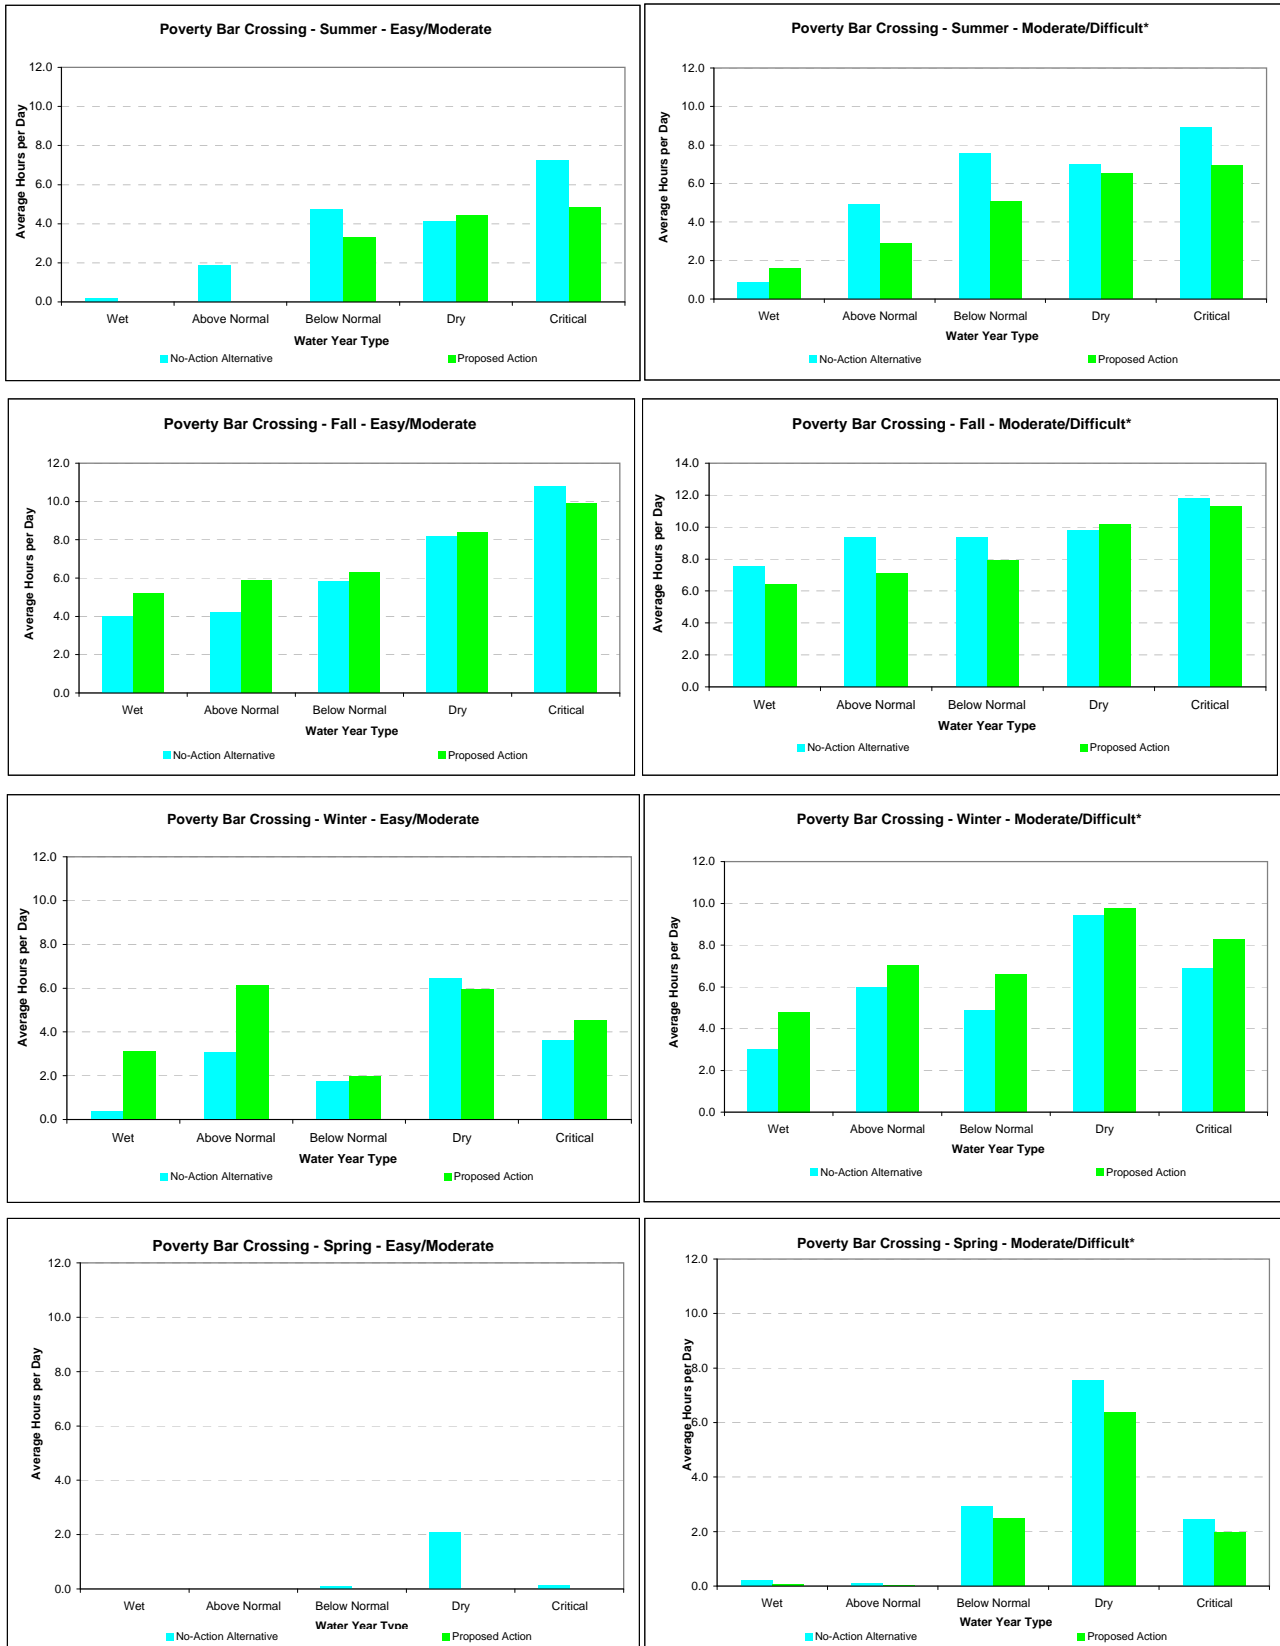 Poverty Bar Crossing - Summer - Easy/Moderate
Average Hours per Day
12.0
10.0
8.0
6.0
4.0
2.0
0.0
Wet Above Normal Below Normal Dry Critical
Water Year Type
No-Action Alternative Proposed Action
Poverty Bar Crossing - Summer - Moderate/Difficult*
Average Hours per Day
12.0
10.0
8.0
6.0
4.0
2.0
0.0
Wet Above Normal Below Normal Dry Critical
Water Year Type
No-Action Alternative Proposed Action
Poverty Bar Crossing - Fall - Easy/Moderate
Average Hours per Day
12.0
10.0
8.0
6.0
4.0
2.0
0.0
Wet Above Normal Below Normal Dry Critical
Water Year Type
No-Action Alternative Proposed Action
Poverty Bar Crossing - Fall - Moderate/Difficult*
Average Hours per Day
14.0
12.0
10.0
8.0
6.0
4.0
2.0
0.0
Wet Above Normal Below Normal Dry Critical
Water Year Type
No-Action Alternative Proposed Action
Poverty Bar Crossing - Winter - Easy/Moderate
Average Hours per Day
12.0
10.0
8.0
6.0
4.0
2.0
0.0
Wet Above Normal Below Normal Dry Critical
Water Year Type
No-Action Alternative Proposed Action
Poverty Bar Crossing - Winter - Moderate/Difficult*
Average Hours per Day
12.0
10.0
8.0
6.0
4.0
2.0
0.0
Wet Above Normal Below Normal Dry Critical
Water Year Type
No-Action Alternative Proposed Action
Poverty Bar Crossing - Spring - Easy/Moderate
Average Hours per Day
12.0
10.0
8.0
6.0
4.0
2.0
0.0
Wet Above Normal Below Normal Dry Critical
Water Year Type
No-Action Alternative Proposed Action
Poverty Bar Crossing - Spring - Moderate/Difficult*
Average Hours per Day
12.0
10.0
8.0
6.0
4.0
2.0
0.0
Wet Above Normal Below Normal Dry Critical
Water Year Type
No-Action Alternative Proposed Action